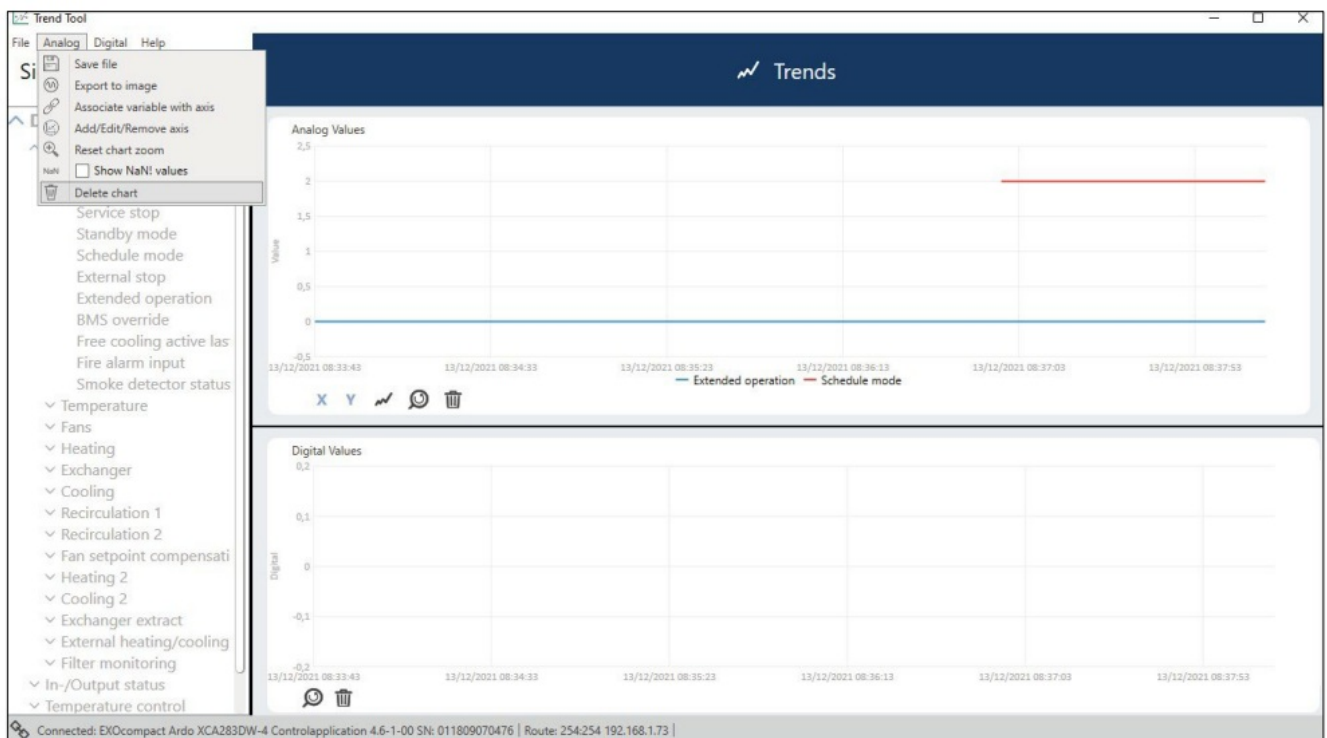 Trend Tool
File Analog Digital Help
Si
Save file
Export to image
Associate variable with axis
Add/Edit/Remove axis
Reset chart zoom
NaN Show NaN! values
Delete chart
Service stop
Standby mode
Schedule mode
External stop
Extended operation
BMS override
Free cooling active las
Fire alarm input
Smoke detector status
Temperature
Fans
Heating
Exchanger
Cooling
Recirculation 1
Recirculation 2
Fan setpoint compensati
Heating 2
Cooling 2
Exchanger extract
External heating/cooling
Filter monitoring
In-/Output status
Temperature control
Trends
Analog Values
2,5
2
1,5
1
0,5
0
-0,5
Value
13/12/2021 08:33:43 13/12/2021 08:34:33 13/12/2021 08:35:23 13/12/2021 08:36:13 13/12/2021 08:37:03 13/12/2021 08:37:53
Extended operation Schedule mode
X Y
Digital Values
0,2
0,1
0
-0,1
-0,2
Digital
13/12/2021 08:33:43 13/12/2021 08:34:33 13/12/2021 08:35:23 13/12/2021 08:36:13 13/12/2021 08:37:03 13/12/2021 08:37:53
Connected: EXOcompact Ardo XCA283DW-4 Controlapplication 4.6-1-00 SN: 011809070476 | Route: 254:254 192.168.1.73 |